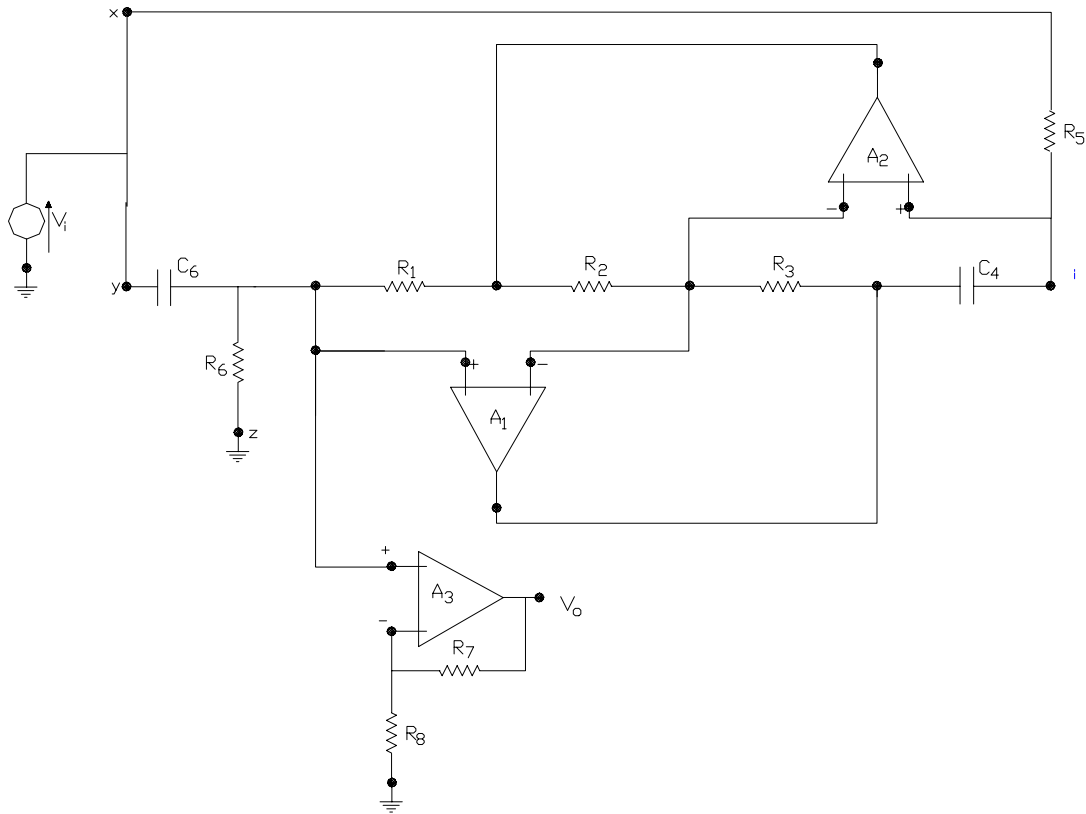 x
R5
A2
Vi
- +
y C6 R1 R2 R3 C4 i
R6
+ -
A1
z
+
A3
Vo
-
R7
R8